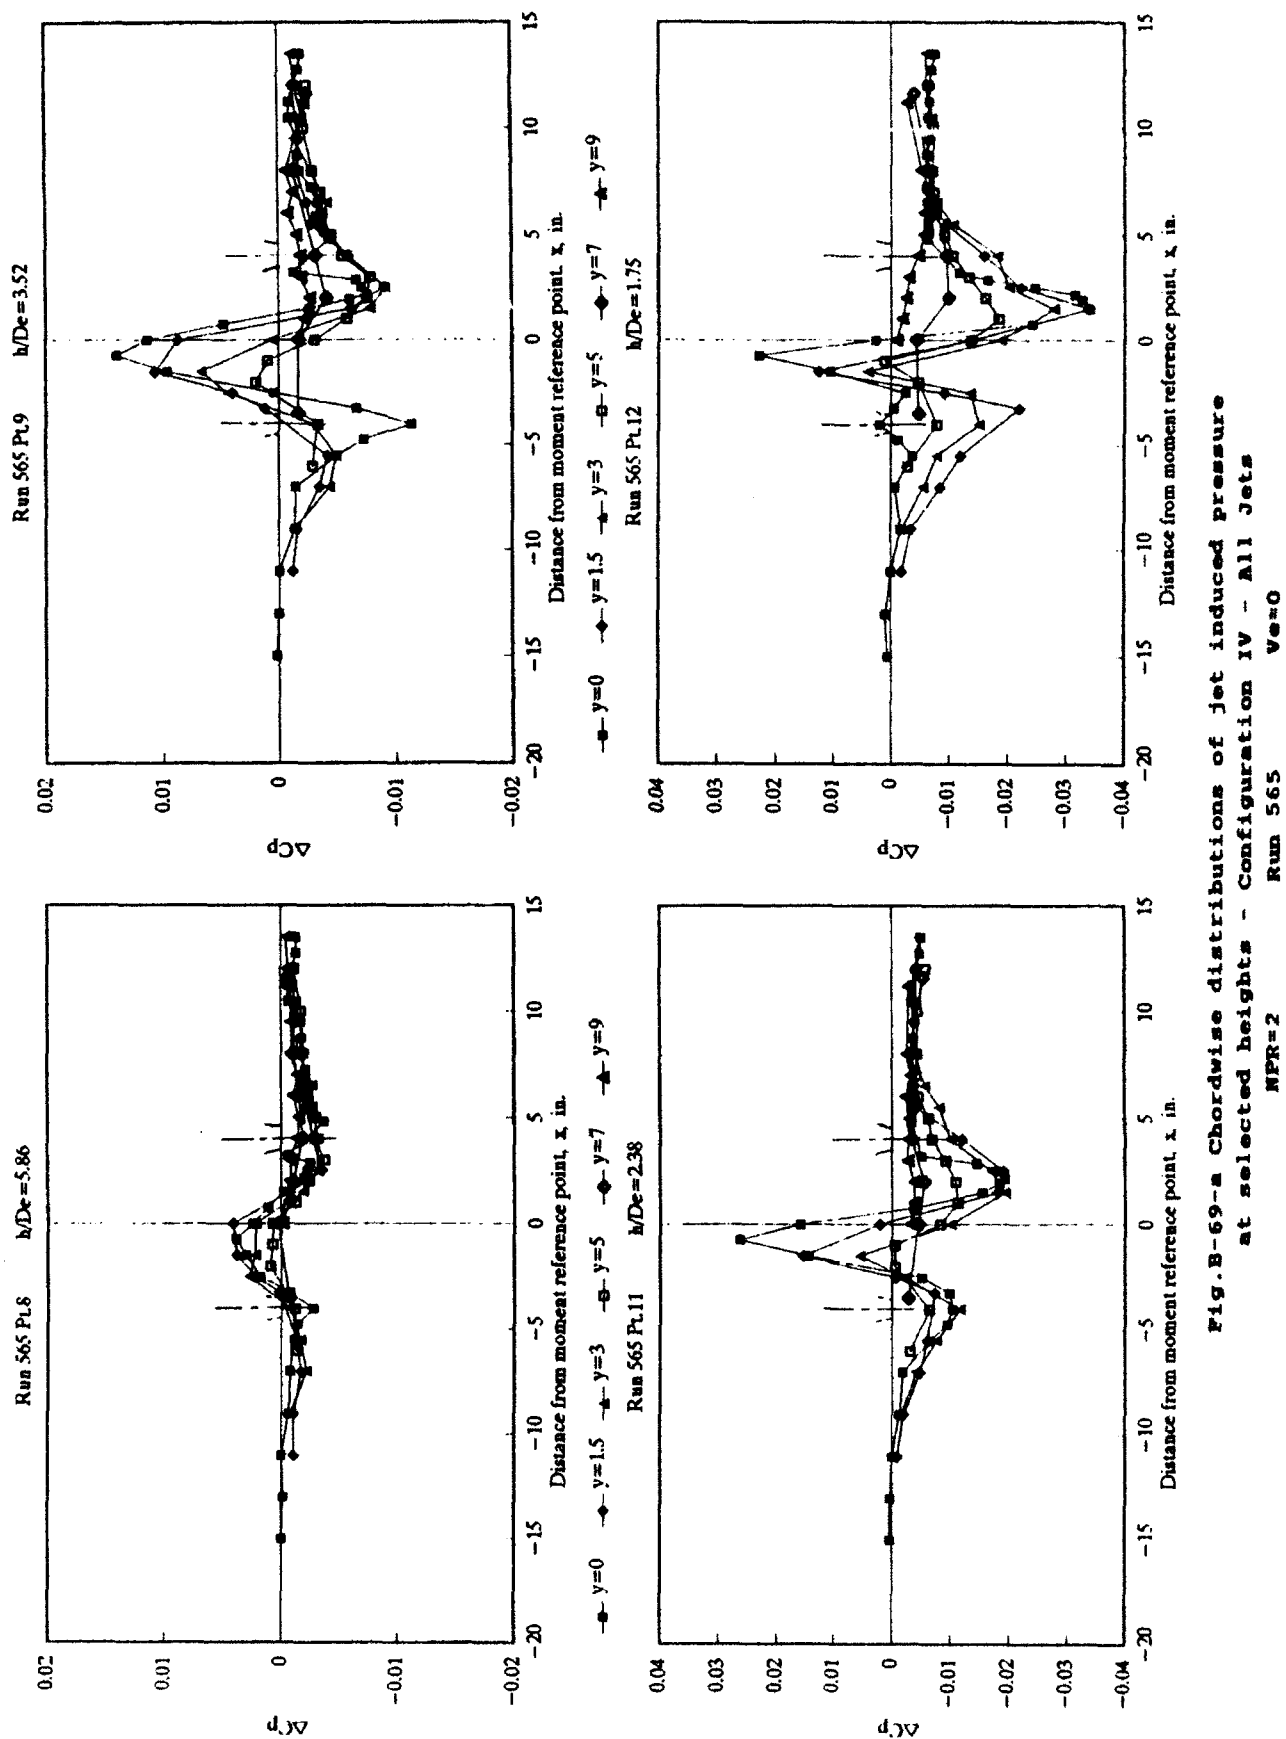 Run 565 Pt.8 h/De=5.86
0.02
0.01
0
-0.01
-0.02
ΔCp
-20 -15 -10 -5 0 5 10 15
Distance from moment reference point, x, in.
Run 565 Pt.9 h/De=3.52
0.02
0.01
0
-0.01
-0.02
ΔCp
-20 -15 -10 -5 0 5 10 15
Distance from moment reference point. x, in.
y=0 y=1.5 y=3 y=5 y=7 y=9
y=0 y=1.5 y=3 y=5 y=7 y=9
Run 565 Pt.11 h/De=2.38
0.04
0.03
0.02
0.01
0
-0.01
-0.02
-0.03
-0.04
ΔCp
-20 -15 -10 -5 0 5 10 15
Distance from moment reference point, x, in.
Run 565 Pt.12 h/De=1.75
0.04
0.03
0.02
0.01
0
-0.01
-0.02
-0.03
-0.04
ΔCp
-20 -15 -10 -5 0 5 10 15
Distance from moment reference point, x, in.
Fig.B-69-a Chordwise distributions of jet induced pressure
at selected heights - Configuration IV - All Jets
NPR=2 Run 565 Ve=0